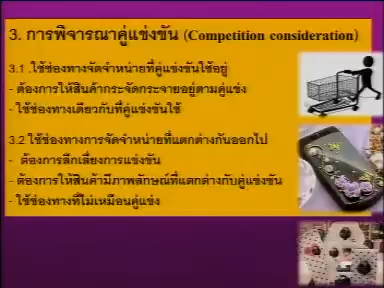 3. การพิจารณาคู่แข่งขัน (Competition consideration)
3.1 .ใช้ช่องทางจัดจำหน่ายที่คู่แข่งขันใช้อยู่
- ต้องการให้สินค้ากระจัดกระจายอยู่ตามคู่แข่ง
- ใช้ช่องทางเดียวกับที่คู่แข่งขันใช้
3.2 ใช้ช่องทางการจัดจำหน่ายที่แตกต่างกันออกไป
- ต้องการลีกเลี่ยงการแข่งขัน
- ต้องการให้สินค้ามีภาพลักษณ์ที่แตกต่างกับคู่แข่งขัน
- ใช้ช่องทางที่ไม่เหมือนคู่แข่ง